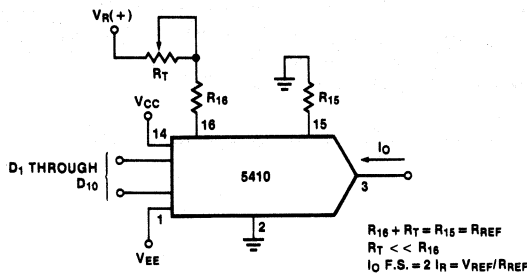 VR(+)
RT
R16
R15
VCC
14
16
15
D1 THROUGH
D10
5410
IO
3
1
2
VEE
R16 + RT = R15 = RREF
RT << R16
IO F.S. = 2 IR = VREF/RREF